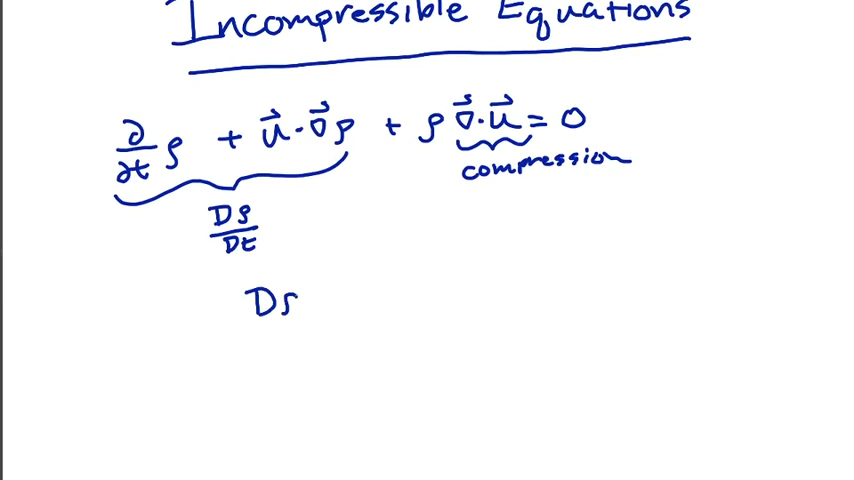 Incompressible Equations
∂/∂t ρ + u⃗ · ∇⃗ρ + ρ ∇⃗ · u⃗ = 0
compression
Dρ/Dt
Dρ